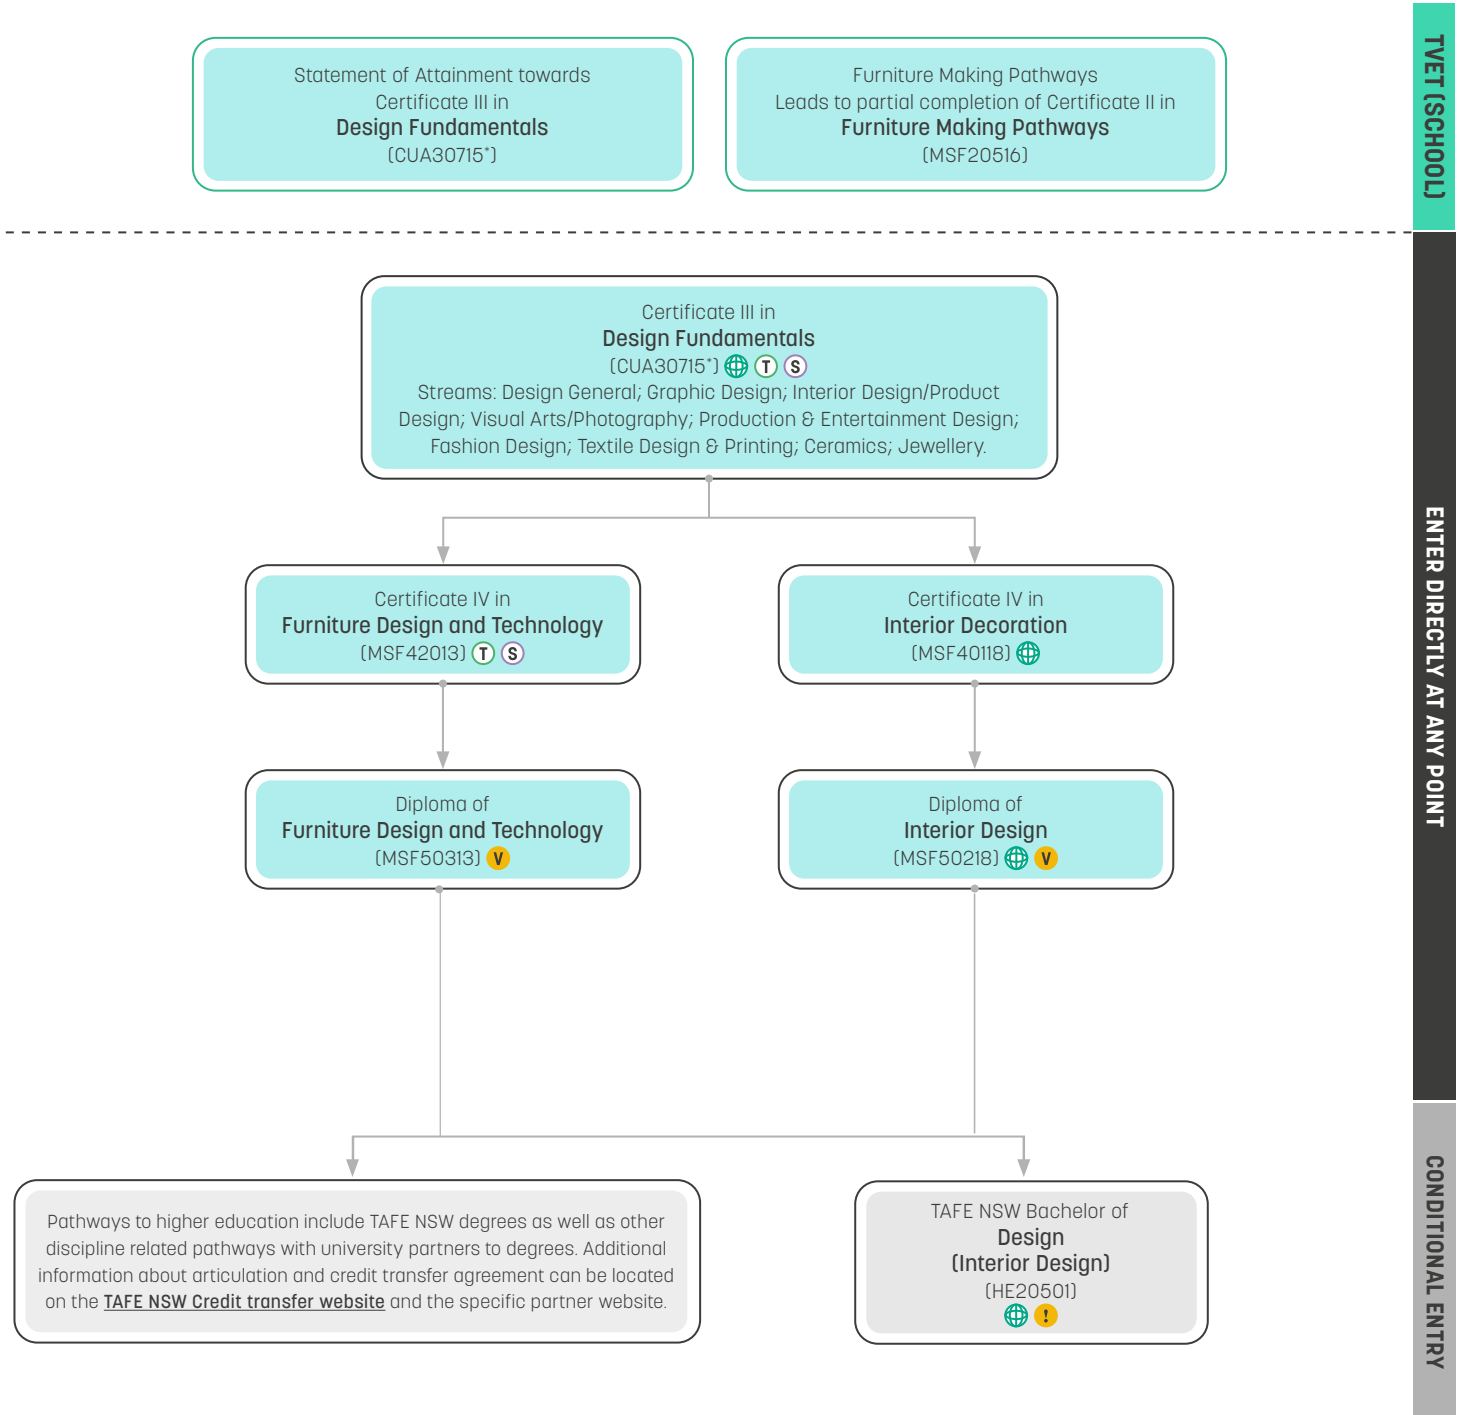 Statement of Attainment towards
Certificate III in
Design Fundamentals
(CUA30715*)
Furniture Making Pathways
Leads to partial completion of Certificate II in
Furniture Making Pathways
(MSF20516)
TVET (SCHOOL)
Certificate III in
Design Fundamentals
(CUA30715*) T S
Streams: Design General; Graphic Design; Interior Design/Product
Design; Visual Arts/Photography; Production & Entertainment Design;
Fashion Design; Textile Design & Printing; Ceramics; Jewellery.
Certificate IV in
Furniture Design and Technology
(MSF42013) T S
Certificate IV in
Interior Decoration
(MSF40118)
Diploma of
Furniture Design and Technology
(MSF50313) V
Diploma of
Interior Design
(MSF50218) V
ENTER DIRECTLY AT ANY POINT
Pathways to higher education include TAFE NSW degrees as well as other
discipline related pathways with university partners to degrees. Additional
information about articulation and credit transfer agreement can be located
on the TAFE NSW Credit transfer website and the specific partner website.
TAFE NSW Bachelor of
Design
(Interior Design)
(HE20501)
!
CONDITIONAL ENTRY